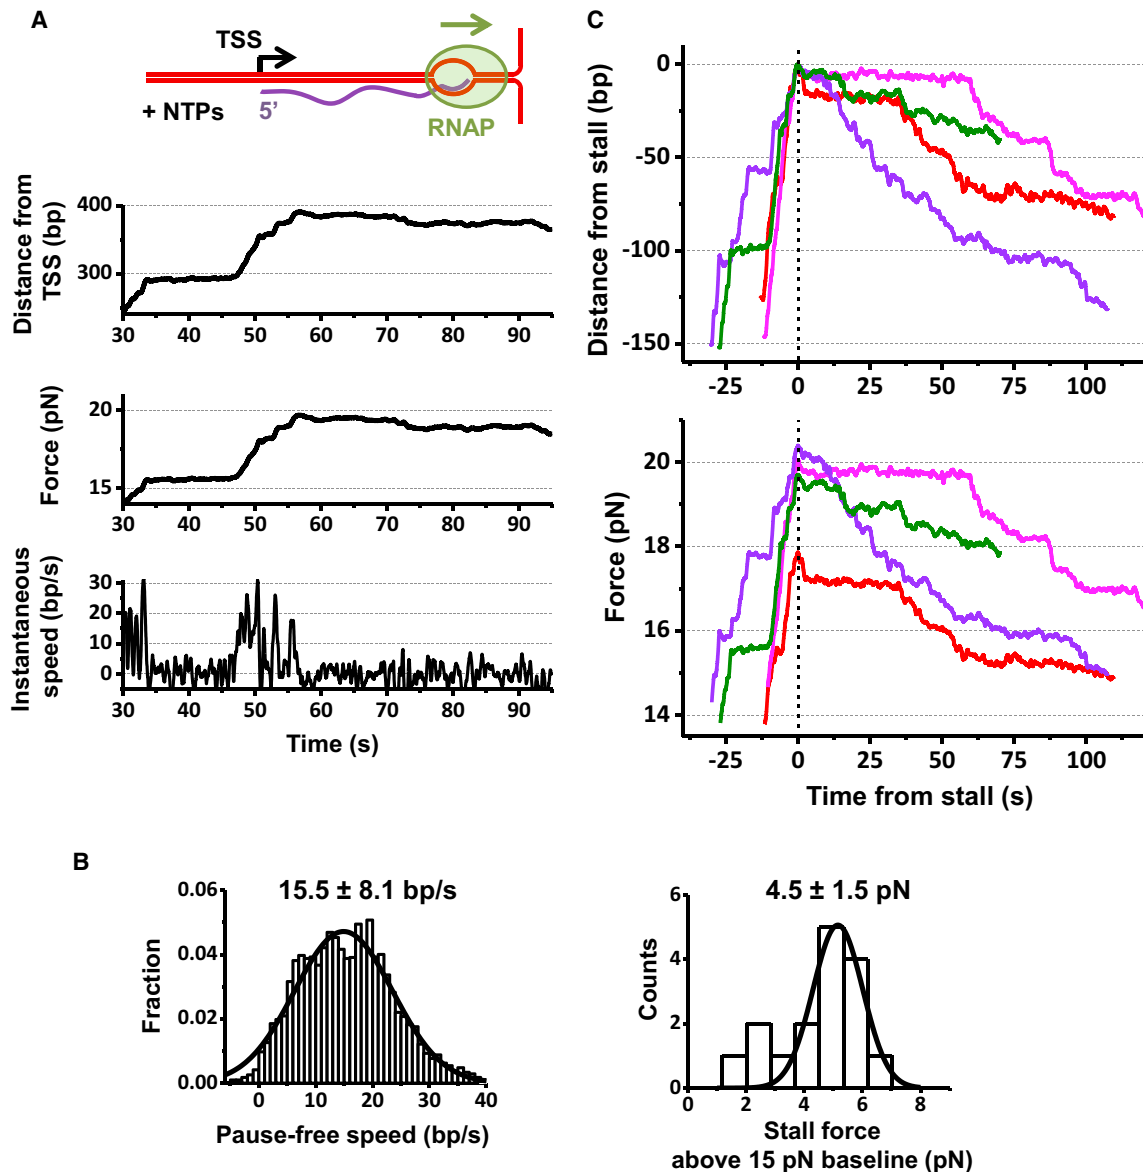 A
TSS
+ NTPs
5'
RNAP
Distance from
TSS (bp)
400
300
30 40 50 60 70 80 90
Force (pN)
20
15
30 40 50 60 70 80 90
Instantaneous
speed (bp/s)
30
20
10
0
30 40 50 60 70 80 90
Time (s)
C
Distance from stall (bp)
0
-50
-100
-150
-25 0 25 50 75 100
Force (pN)
20
18
16
14
-25 0 25 50 75 100
Time from stall (s)
B
15.5 ± 8.1 bp/s
Fraction
0.06
0.04
0.02
0.00
0 10 20 30 40
Pause-free speed (bp/s)
4.5 ± 1.5 pN
Counts
6
4
2
0
0 2 4 6 8
Stall force
above 15 pN baseline (pN)